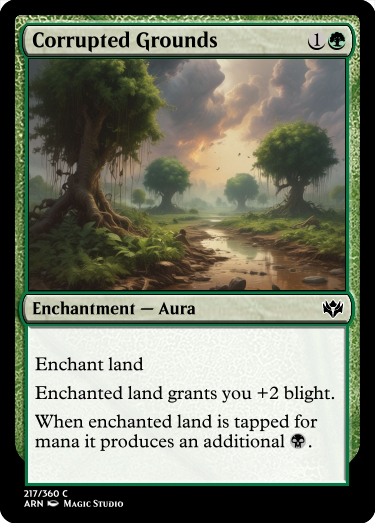 Corrupted Grounds 1
Enchantment — Aura
Enchant land
Enchanted land grants you +2 blight.
When enchanted land is tapped for
mana it produces an additional .
217/360 C
ARN Magic Studio